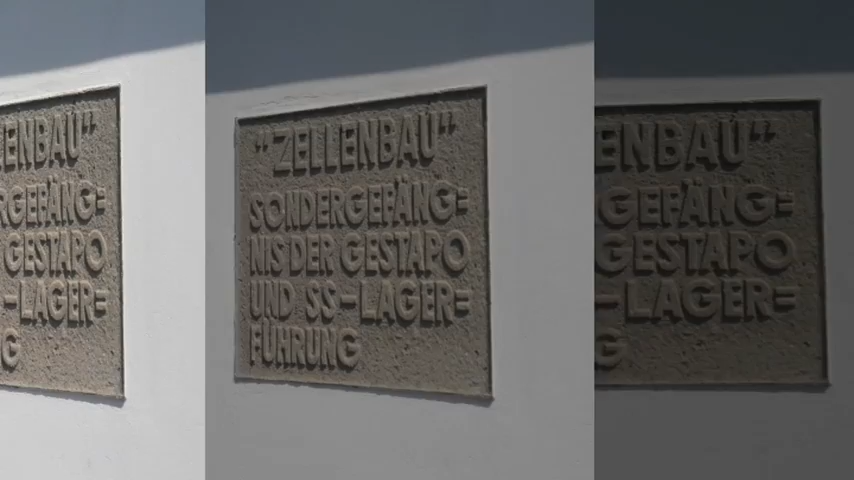 "ZELLENBAU"
SONDERGEFÄNG=
NIS DER GESTAPO
UND SS-LAGER=
FÜHRUNG